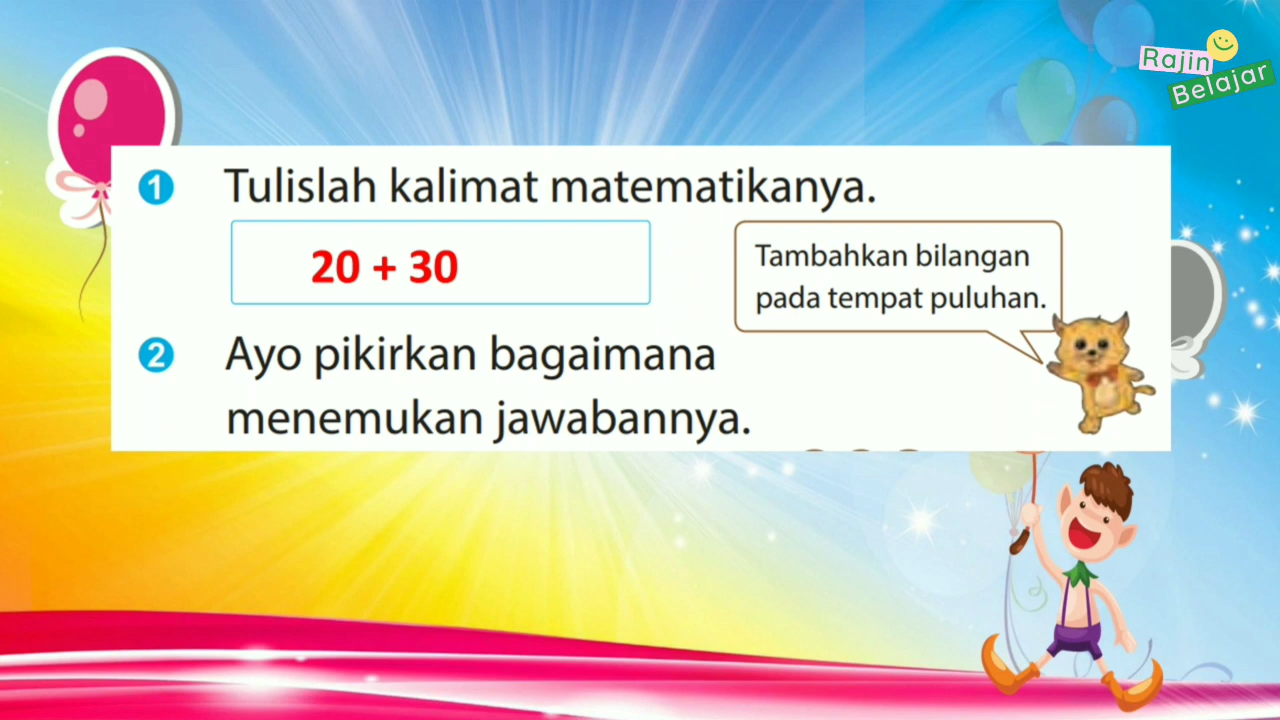 Rajin
Belajar
1 Tulislah kalimat matematikanya.
20 + 30
Tambahkan bilangan
pada tempat puluhan.
2 Ayo pikirkan bagaimana
menemukan jawabannya.